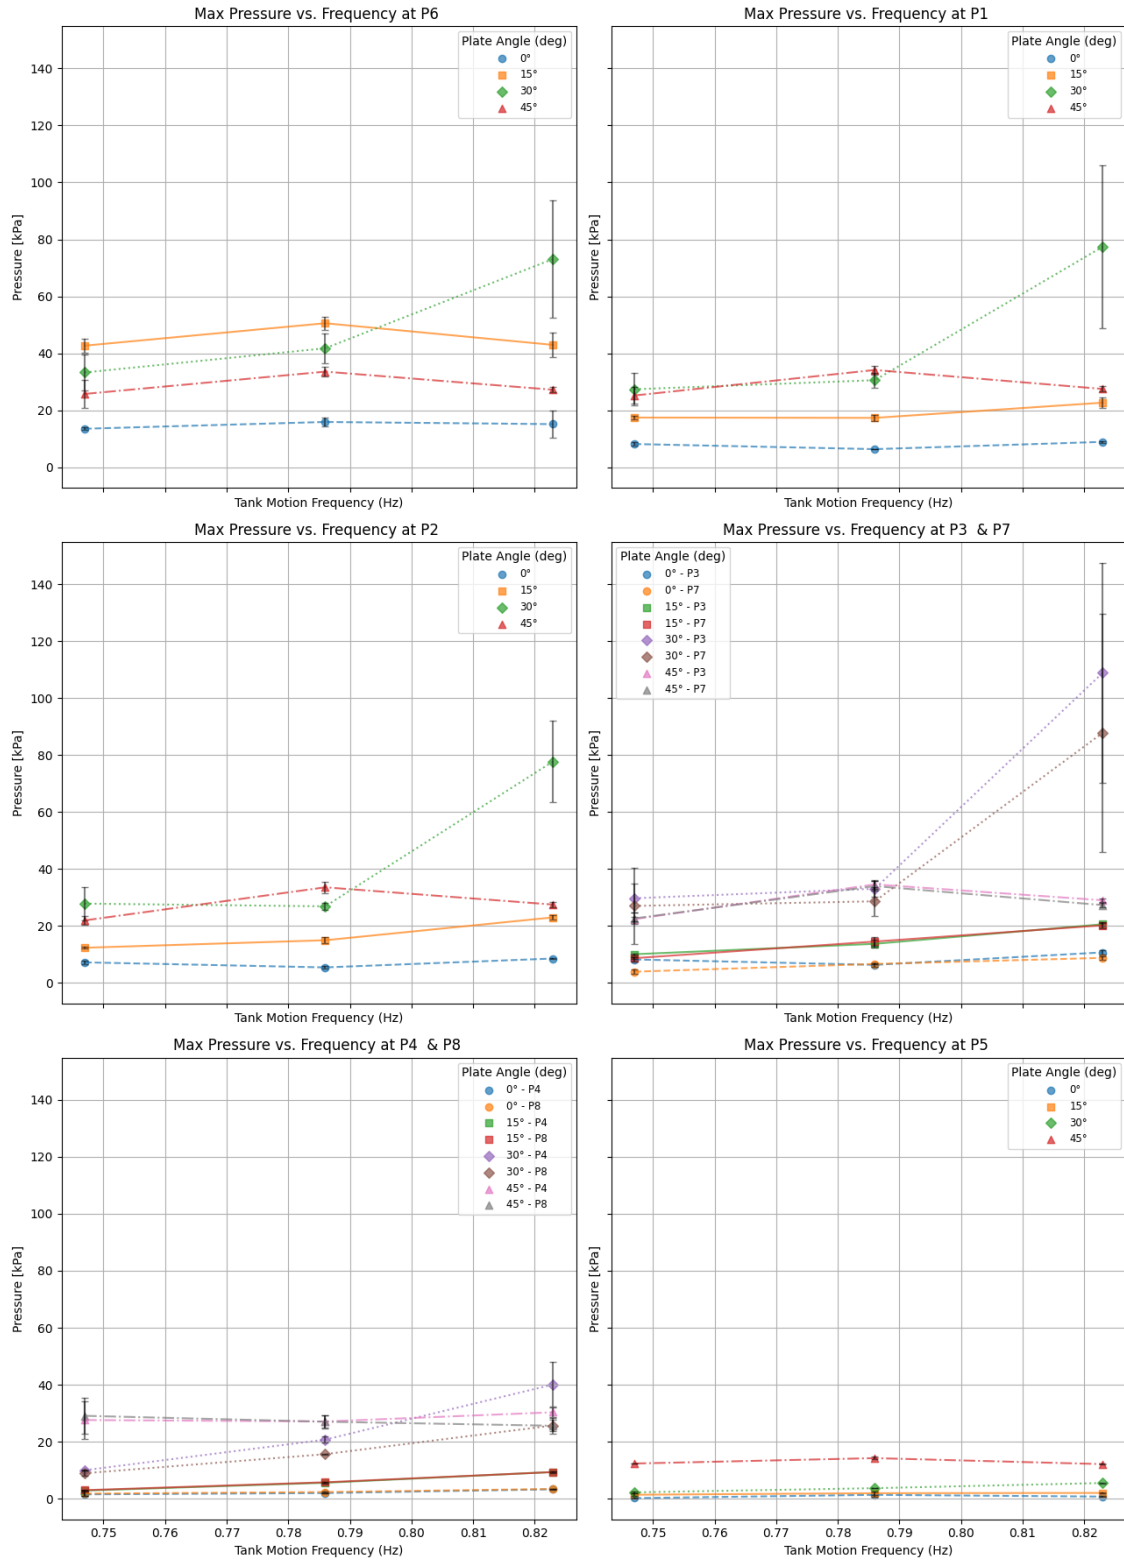 Max Pressure vs. Frequency at P6
Pressure [kPa]
140
120
100
80
60
40
20
0
Plate Angle (deg)
0°
15°
30°
45°
Tank Motion Frequency (Hz)
Max Pressure vs. Frequency at P1
Pressure [kPa]
Plate Angle (deg)
0°
15°
30°
45°
Tank Motion Frequency (Hz)
Max Pressure vs. Frequency at P2
Pressure [kPa]
140
120
100
80
60
40
20
0
Plate Angle (deg)
0°
15°
30°
45°
Tank Motion Frequency (Hz)
Max Pressure vs. Frequency at P3 & P7
Pressure [kPa]
Plate Angle (deg)
0° - P3
0° - P7
15° - P3
15° - P7
30° - P3
30° - P7
45° - P3
45° - P7
Tank Motion Frequency (Hz)
Max Pressure vs. Frequency at P4 & P8
Pressure [kPa]
140
120
100
80
60
40
20
0
Plate Angle (deg)
0° - P4
0° - P8
15° - P4
15° - P8
30° - P4
30° - P8
45° - P4
45° - P8
0.75 0.76 0.77 0.78 0.79 0.80 0.81 0.82
Tank Motion Frequency (Hz)
Max Pressure vs. Frequency at P5
Pressure [kPa]
Plate Angle (deg)
0°
15°
30°
45°
0.75 0.76 0.77 0.78 0.79 0.80 0.81 0.82
Tank Motion Frequency (Hz)